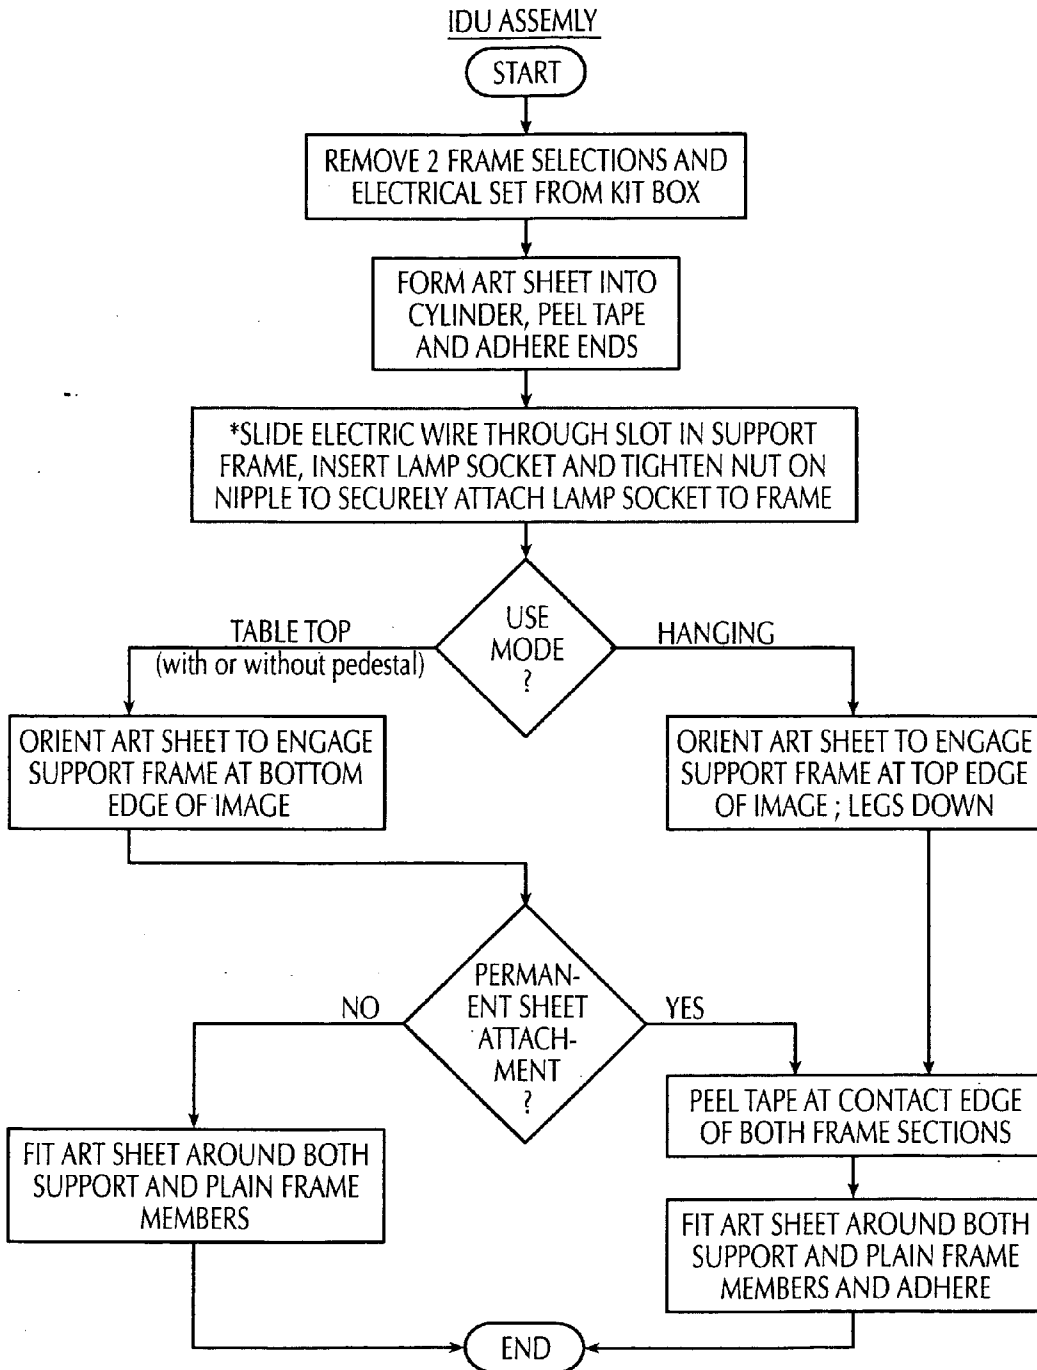 IDU ASSEMLY
START
REMOVE 2 FRAME SELECTIONS AND
ELECTRICAL SET FROM KIT BOX
FORM ART SHEET INTO
CYLINDER, PEEL TAPE
AND ADHERE ENDS
*SLIDE ELECTRIC WIRE THROUGH SLOT IN SUPPORT
FRAME, INSERT LAMP SOCKET AND TIGHTEN NUT ON
NIPPLE TO SECURELY ATTACH LAMP SOCKET TO FRAME
USE
MODE
?
TABLE TOP
(with or without pedestal)
HANGING
ORIENT ART SHEET TO ENGAGE
SUPPORT FRAME AT BOTTOM
EDGE OF IMAGE
ORIENT ART SHEET TO ENGAGE
SUPPORT FRAME AT TOP EDGE
OF IMAGE ; LEGS DOWN
PERMAN-
ENT SHEET
ATTACH-
MENT
?
NO
YES
PEEL TAPE AT CONTACT EDGE
OF BOTH FRAME SECTIONS
FIT ART SHEET AROUND BOTH
SUPPORT AND PLAIN FRAME
MEMBERS
FIT ART SHEET AROUND BOTH
SUPPORT AND PLAIN FRAME
MEMBERS AND ADHERE
END